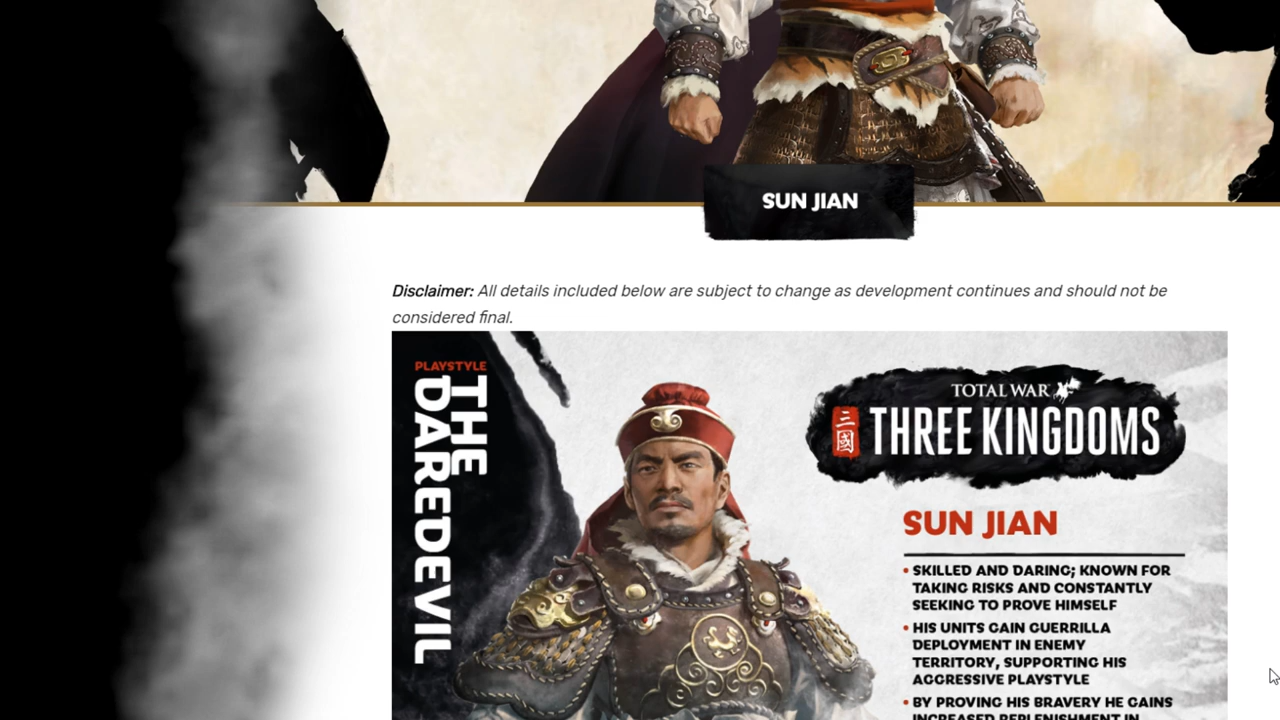 SUN JIAN
Disclaimer: All details included below are subject to change as development continues and should not be
considered final.
PLAYSTYLE
THE
DAREDEVIL
TOTAL WAR
三國
THREE KINGDOMS
SUN JIAN
• SKILLED AND DARING; KNOWN FOR
TAKING RISKS AND CONSTANTLY
SEEKING TO PROVE HIMSELF
• HIS UNITS GAIN GUERRILLA
DEPLOYMENT IN ENEMY
TERRITORY, SUPPORTING HIS
AGGRESSIVE PLAYSTYLE
• BY PROVING HIS BRAVERY HE GAINS
INCREASED REPLENISHMENT IN